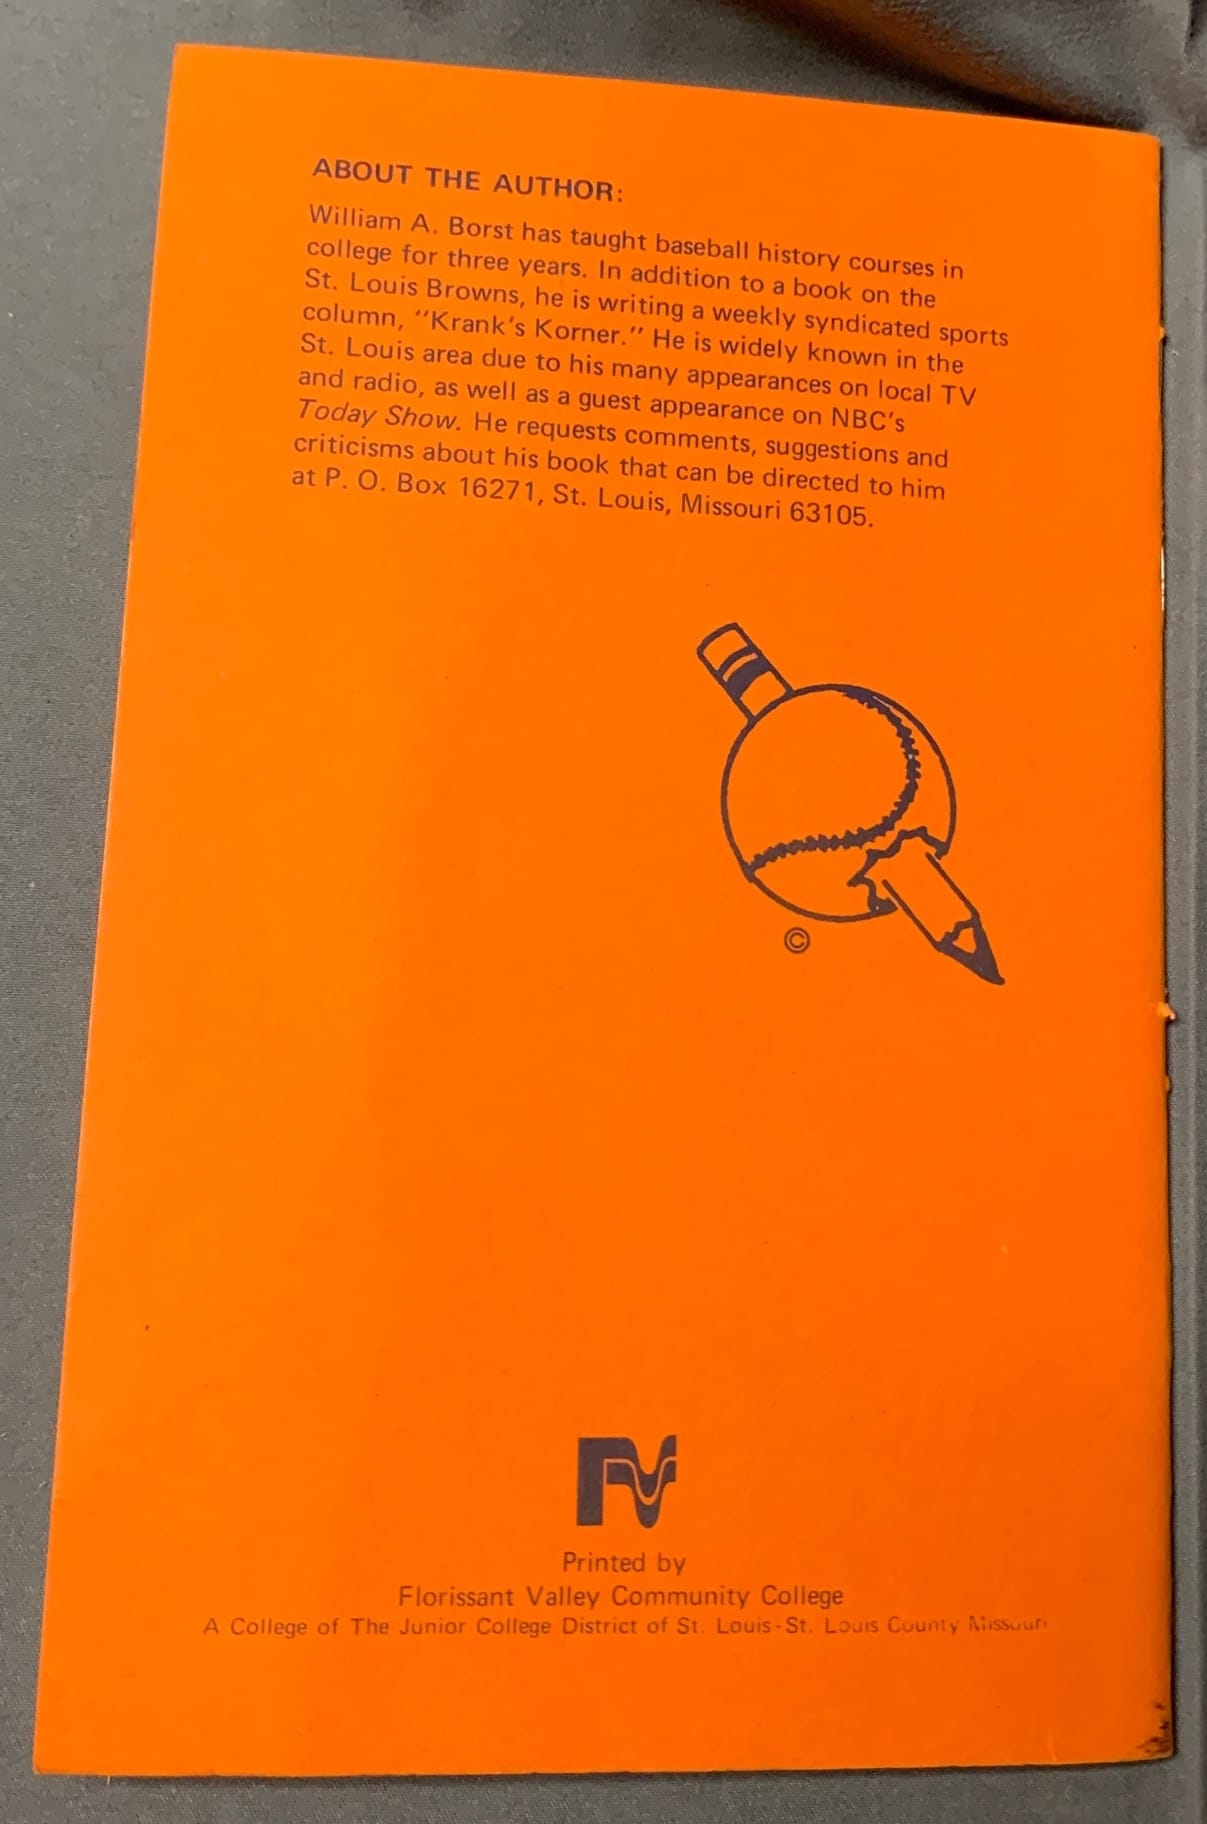 ABOUT THE AUTHOR:
William A. Borst has taught baseball history courses in
college for three years. In addition to a book on the
St. Louis Browns, he is writing a weekly syndicated sports
column, "Krank's Korner." He is widely known in the
St. Louis area due to his many appearances on local TV
and radio, as well as a guest appearance on NBC's
Today Show. He requests comments, suggestions and
criticisms about his book that can be directed to him
at P. O. Box 16271, St. Louis, Missouri 63105.
©
FV
Printed by
Florissant Valley Community College
A College of The Junior College District of St. Louis-St. Louis County Missouri